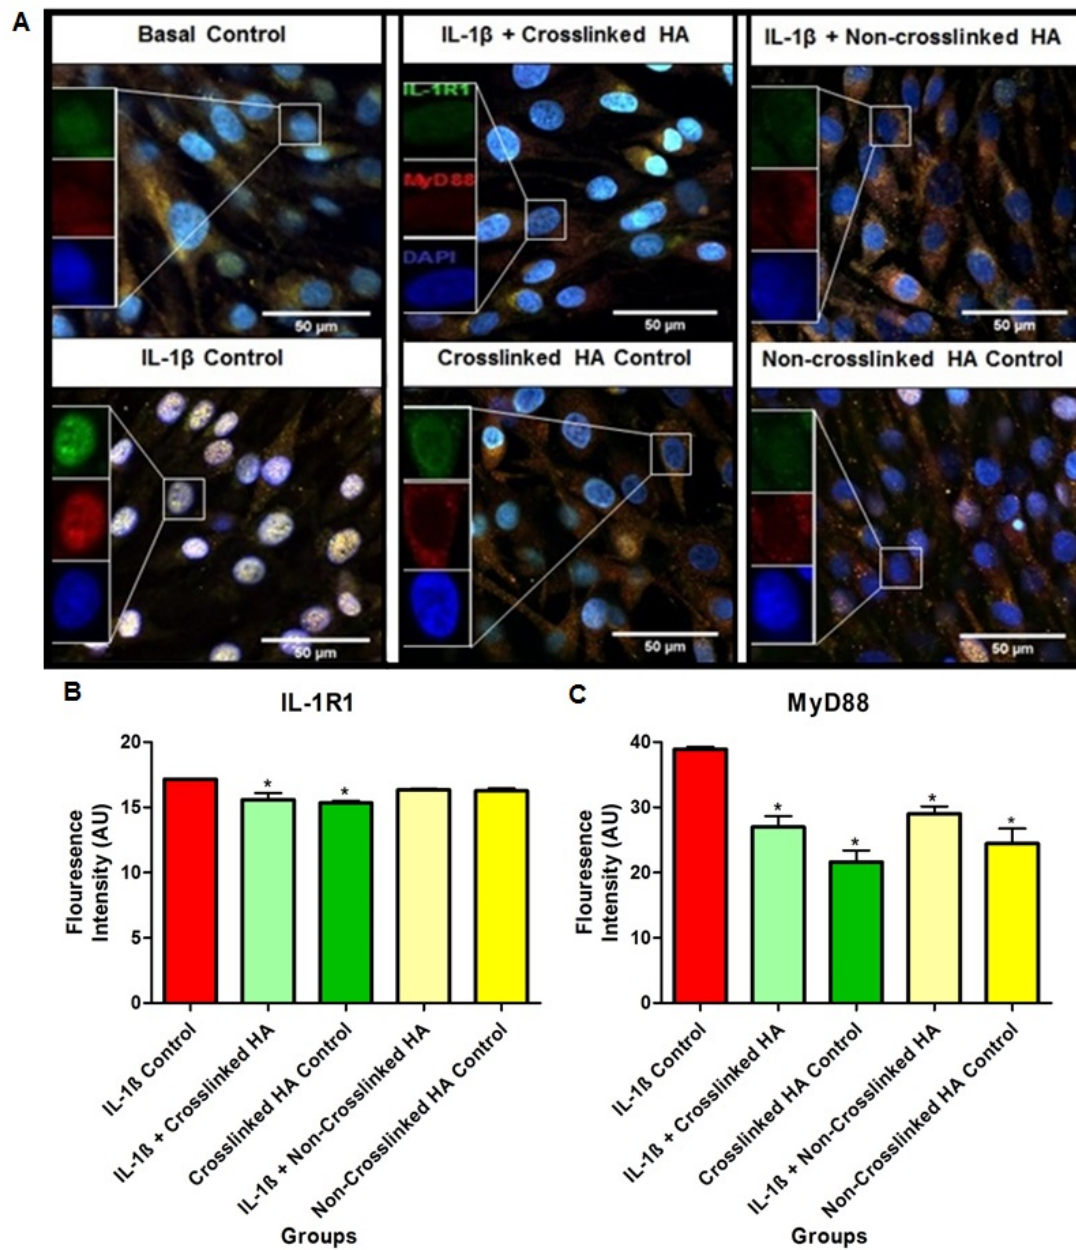 A
Basal Control
IL-1β + Crosslinked HA
IL-1β + Non-crosslinked HA
IL-1R1
MyD88
DAPI
50 µm
50 µm
50 µm
IL-1β Control
Crosslinked HA Control
Non-crosslinked HA Control
50 µm
50 µm
50 µm
B
IL-1R1
Flouresence
Intensity (AU)
20
15
10
5
0
*
*
IL-1ß Control
IL-1ß + Crosslinked HA
Crosslinked HA Control
IL-1ß + Non-Crosslinked HA
Non-Crosslinked HA Control
Groups
C
MyD88
Flouresence
Intensity (AU)
40
30
20
10
0
*
*
*
*
IL-1ß Control
IL-1ß + Crosslinked HA
Crosslinked HA Control
IL-1ß + Non-Crosslinked HA
Non-Crosslinked HA Control
Groups